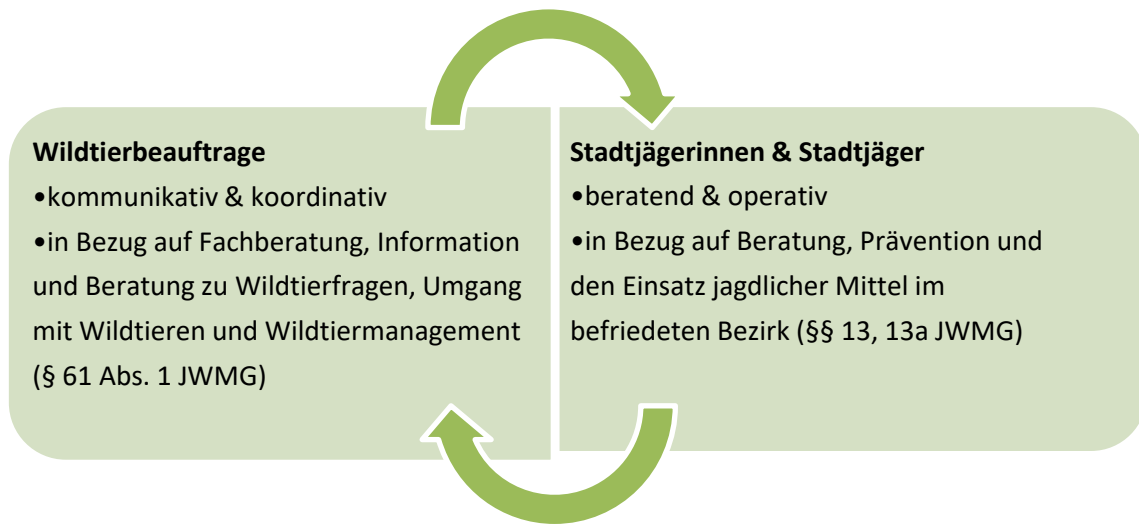 Wildtierbeauftrage
•kommunikativ & koordinativ
•in Bezug auf Fachberatung, Information
und Beratung zu Wildtierfragen, Umgang
mit Wildtieren und Wildtiermanagement
(§ 61 Abs. 1 JWMG)
Stadtjägerinnen & Stadtjäger
•beratend & operativ
•in Bezug auf Beratung, Prävention und
den Einsatz jagdlicher Mittel im
befriedeten Bezirk (§§ 13, 13a JWMG)